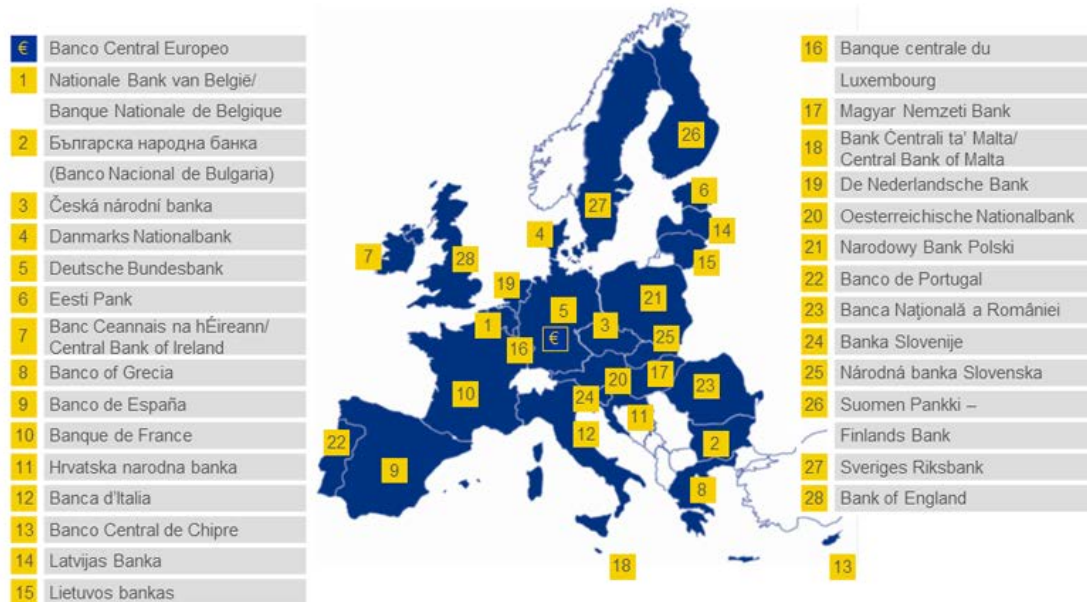 € Banco Central Europeo
1 Nationale Bank van België/
Banque Nationale de Belgique
2 Българска народна банка
(Banco Nacional de Bulgaria)
3 Česká národní banka
4 Danmarks Nationalbank
5 Deutsche Bundesbank
6 Eesti Pank
7 Banc Ceannais na hÉireann/
Central Bank of Ireland
8 Banco of Grecia
9 Banco de España
10 Banque de France
11 Hrvatska narodna banka
12 Banca d’Italia
13 Banco Central de Chipre
14 Latvijas Banka
15 Lietuvos bankas
26
6
27
14
4
7
28
15
19
21
5
1
3
€
25
16
17
20
23
10
24
11
12
2
22
9
8
18
13
16 Banque centrale du
Luxembourg
17 Magyar Nemzeti Bank
18 Bank Ċentrali ta’ Malta/
Central Bank of Malta
19 De Nederlandsche Bank
20 Oesterreichische Nationalbank
21 Narodowy Bank Polski
22 Banco de Portugal
23 Banca Naţională a României
24 Banka Slovenije
25 Národná banka Slovenska
26 Suomen Pankki –
Finlands Bank
27 Sveriges Riksbank
28 Bank of England